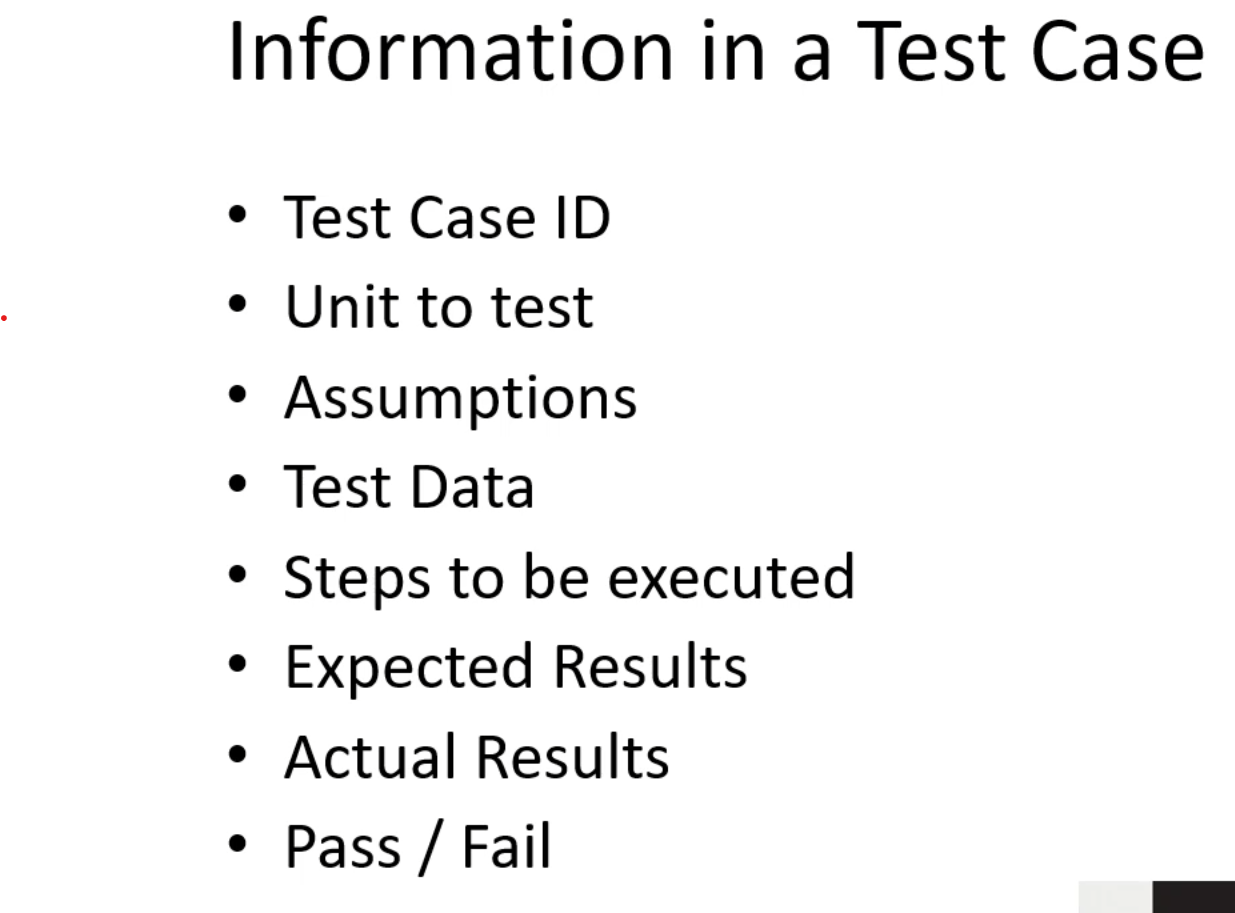 Information in a Test Case
• Test Case ID
• Unit to test
• Assumptions
• Test Data
• Steps to be executed
• Expected Results
• Actual Results
• Pass / Fail